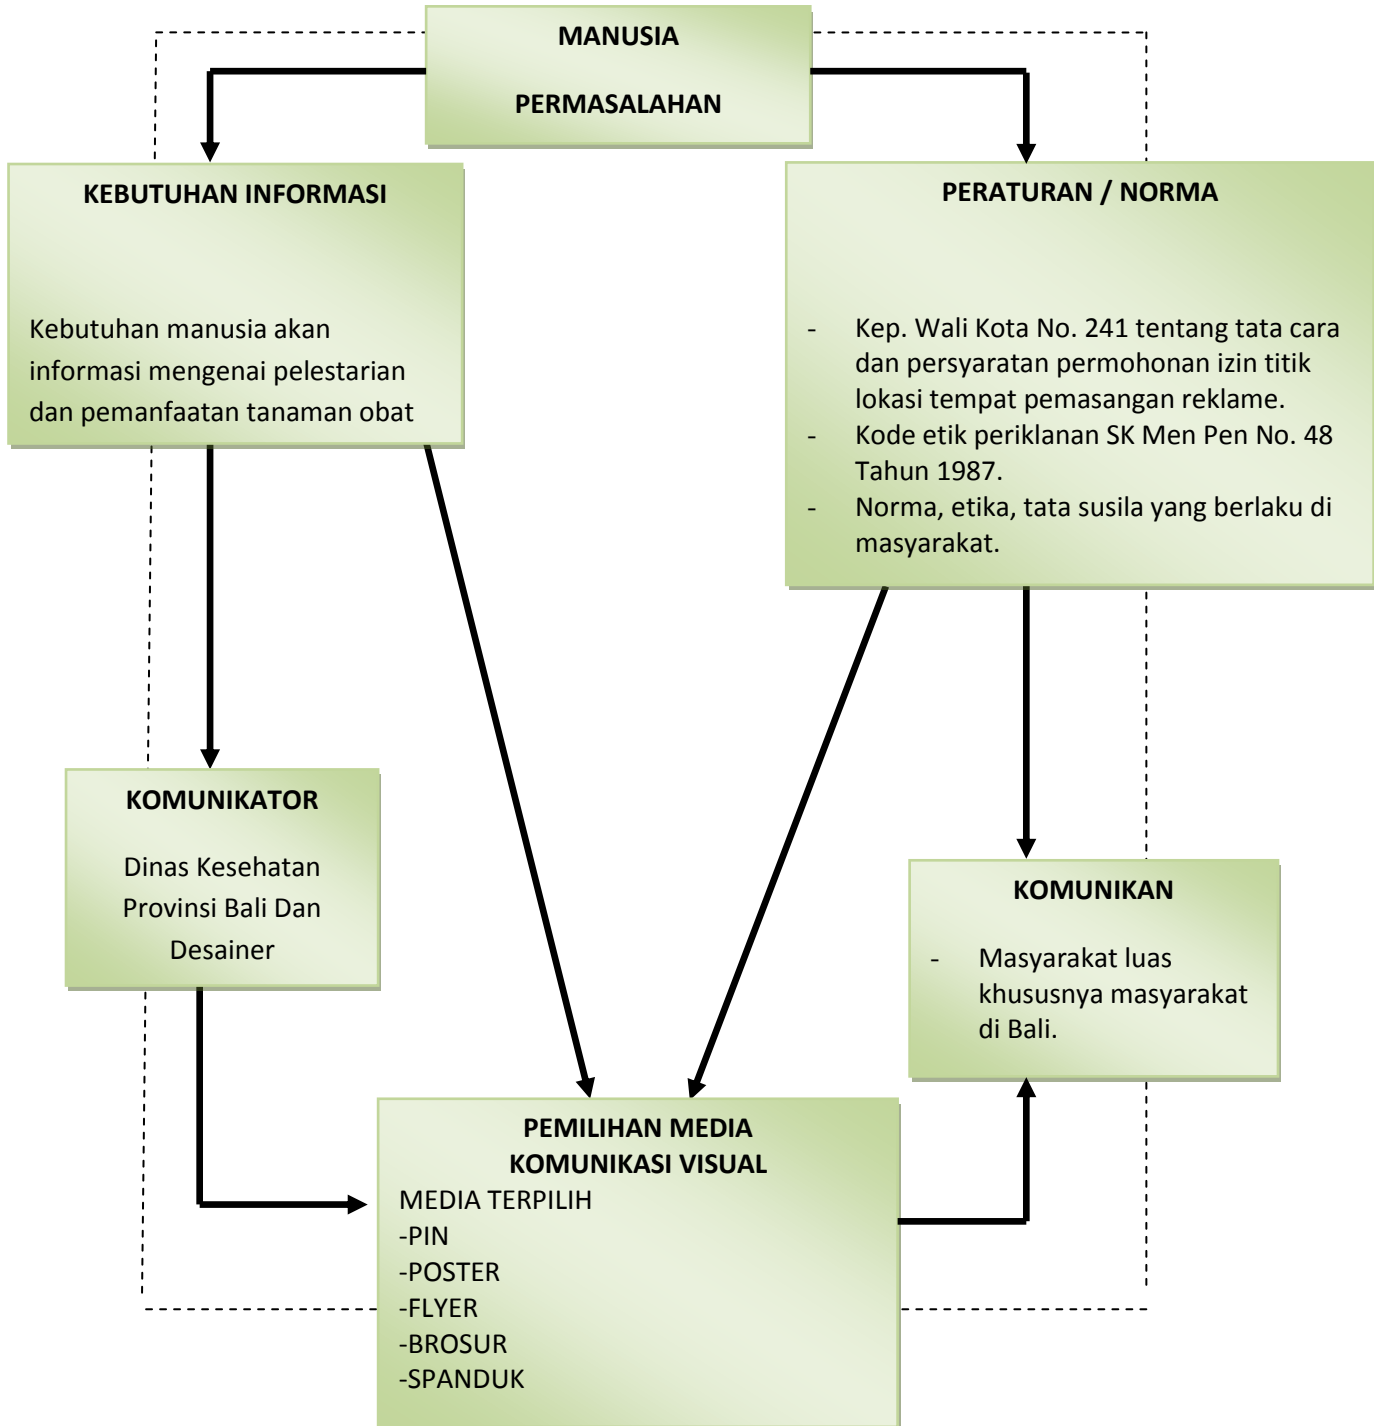 MANUSIA
PERMASALAHAN
KEBUTUHAN INFORMASI
Kebutuhan manusia akan
informasi mengenai pelestarian
dan pemanfaatan tanaman obat
PERATURAN / NORMA
- Kep. Wali Kota No. 241 tentang tata cara
dan persyaratan permohonan izin titik
lokasi tempat pemasangan reklame.
- Kode etik periklanan SK Men Pen No. 48
Tahun 1987.
- Norma, etika, tata susila yang berlaku di
masyarakat.
KOMUNIKATOR
Dinas Kesehatan
Provinsi Bali Dan
Desainer
KOMUNIKAN
- Masyarakat luas
khususnya masyarakat
di Bali.
PEMILIHAN MEDIA
KOMUNIKASI VISUAL
MEDIA TERPILIH
-PIN
-POSTER
-FLYER
-BROSUR
-SPANDUK